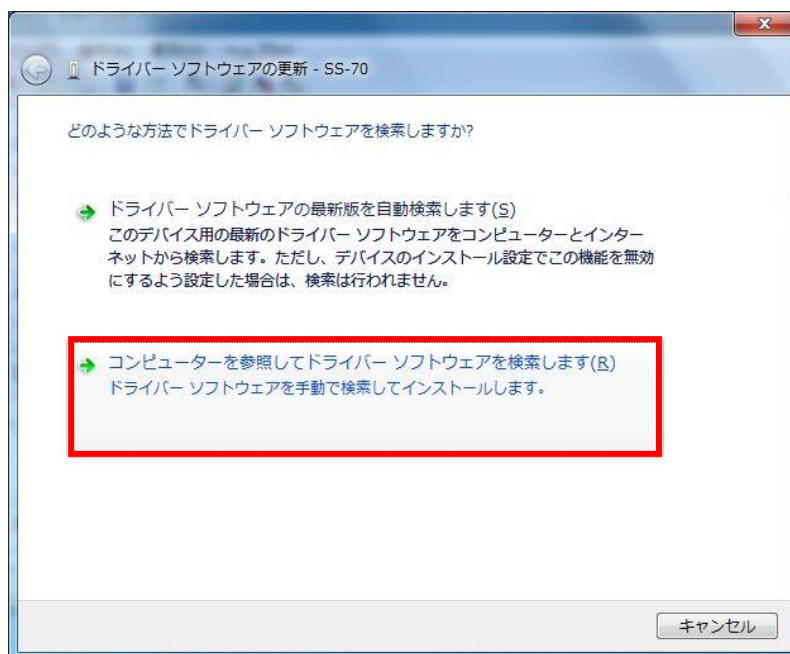 ドライバー ソフトウェアの更新 - SS-70
どのような方法でドライバー ソフトウェアを検索しますか?
ドライバー ソフトウェアの最新版を自動検索します(S)
このデバイス用の最新のドライバー ソフトウェアをコンピューターとインター
ネットから検索します。ただし、デバイスのインストール設定でこの機能を無効
にするよう設定した場合は、検索は行われません。
コンピューターを参照してドライバー ソフトウェアを検索します(R)
ドライバー ソフトウェアを手動で検索してインストールします。
キャンセル